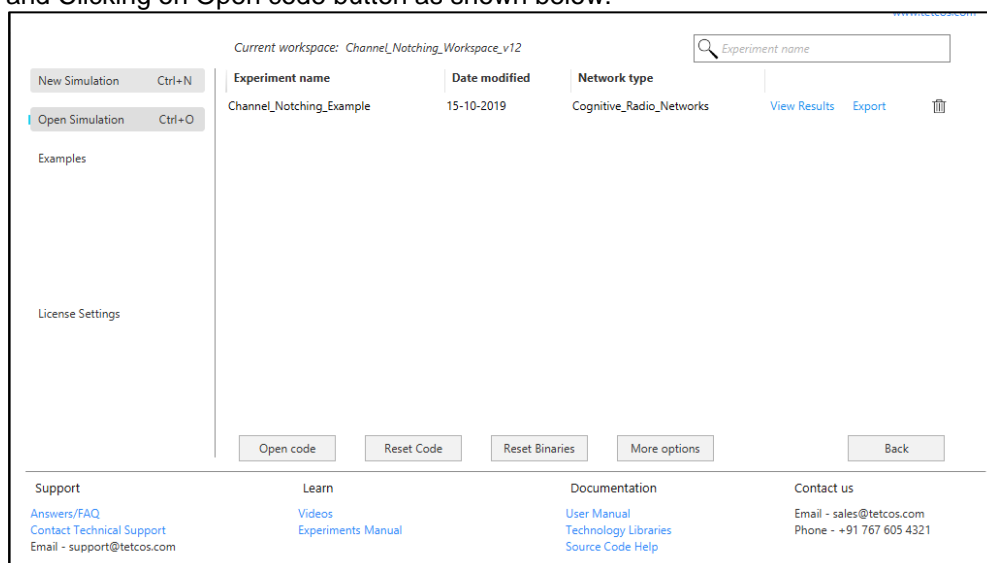 and Clicking on Open code button as shown below:
www.tetcos.com
Current workspace: Channel_Notching_Workspace_v12
Experiment name
New Simulation Ctrl+N
Experiment name Date modified Network type
Channel_Notching_Example 15-10-2019 Cognitive_Radio_Networks View Results Export
Open Simulation Ctrl+O
Examples
License Settings
Open code Reset Code Reset Binaries More options Back
Support Learn Documentation Contact us
Answers/FAQ Videos User Manual Email - sales@tetcos.com
Contact Technical Support Experiments Manual Technology Libraries Phone - +91 767 605 4321
Email - support@tetcos.com Source Code Help